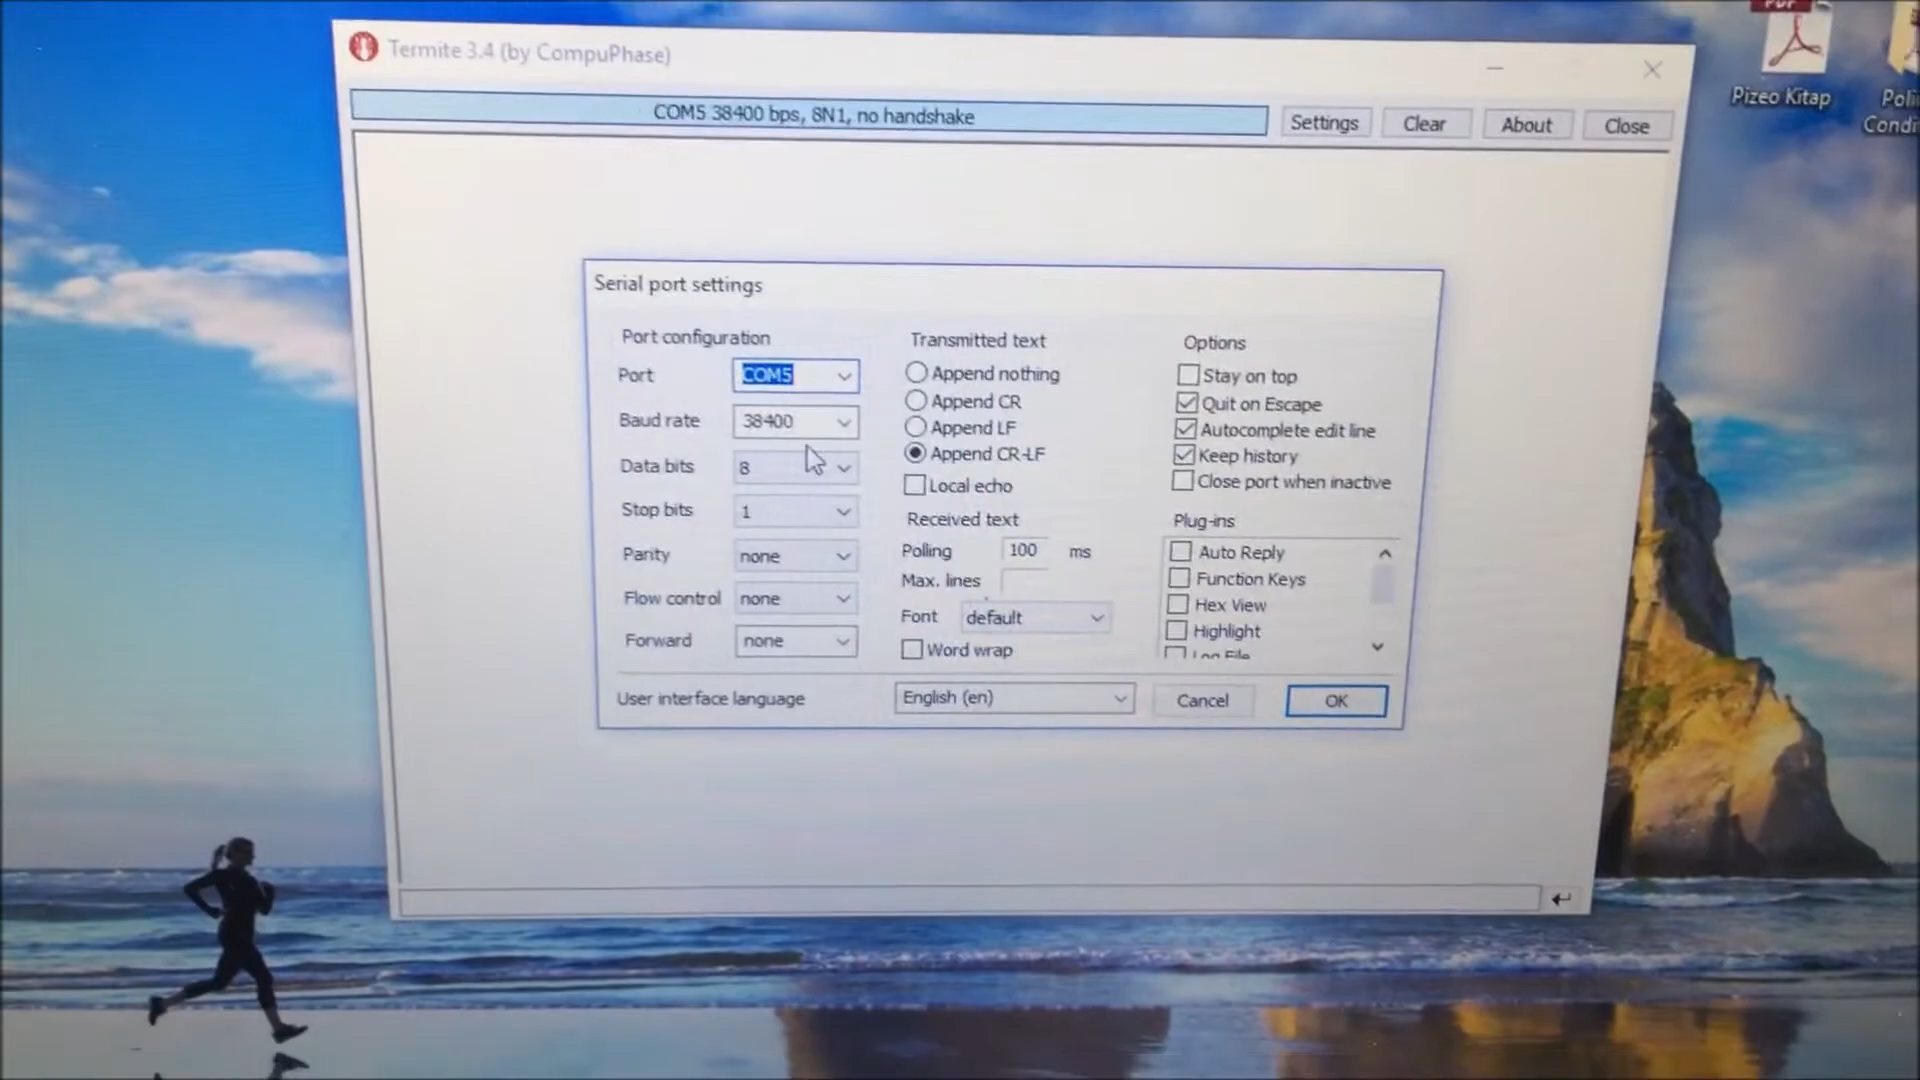 Termite 3.4 (by CompuPhase)
COM5 38400 bps, 8N1, no handshake
Settings
Clear
About
Close
Serial port settings
Port configuration
Port
COM5
Baud rate
38400
Data bits
8
Stop bits
1
Parity
none
Flow control
none
Forward
none
Transmitted text
Append nothing
Append CR
Append LF
Append CR-LF
Local echo
Received text
Polling
100
ms
Max. lines
Font
default
Word wrap
Options
Stay on top
Quit on Escape
Autocomplete edit line
Keep history
Close port when inactive
Plug-ins
Auto Reply
Function Keys
Hex View
Highlight
Log File
User interface language
English (en)
Cancel
OK
PDF
Pizeo Kitap